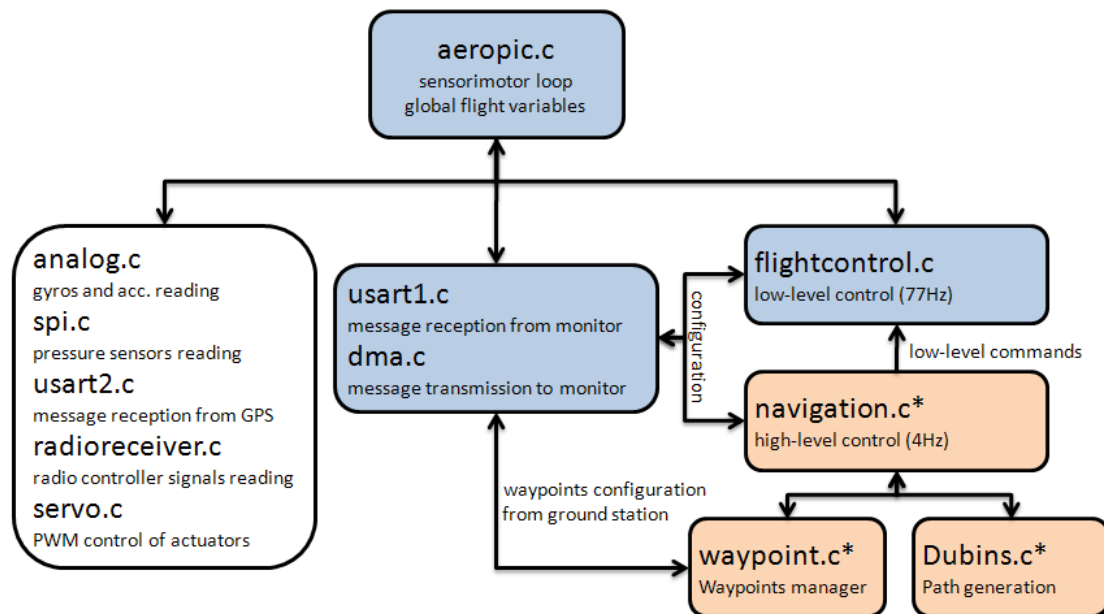 aeropic.c
sensorimotor loop
global flight variables
analog.c
gyros and acc. reading
spi.c
pressure sensors reading
usart2.c
message reception from GPS
radioreceiver.c
radio controller signals reading
servo.c
PWM control of actuators
usart1.c
message reception from monitor
dma.c
message transmission to monitor
configuration
flightcontrol.c
low-level control (77Hz)
low-level commands
navigation.c*
high-level control (4Hz)
waypoints configuration
from ground station
waypoint.c*
Waypoints manager
Dubins.c*
Path generation